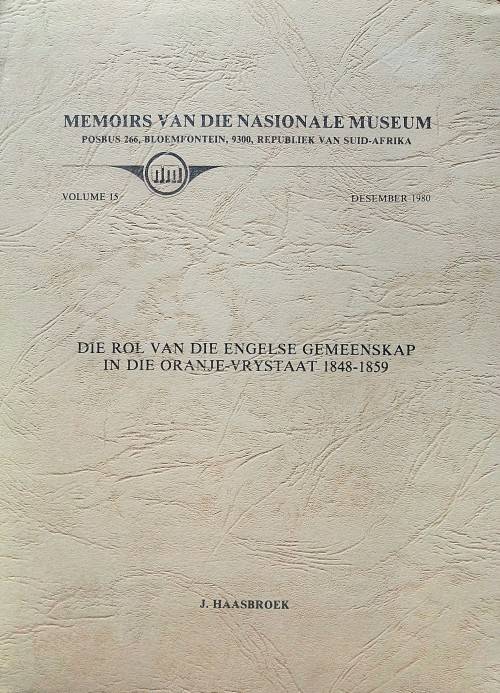 MEMOIRS VAN DIE NASIONALE MUSEUM
POSBUS 266, BLOEMFONTEIN, 9300, REPUBLIEK VAN SUID-AFRIKA
VOLUME 15
DESEMBER 1980
DIE ROL VAN DIE ENGELSE GEMEENSKAP
IN DIE ORANJE-VRYSTAAT 1848-1859
J. HAASBROEK